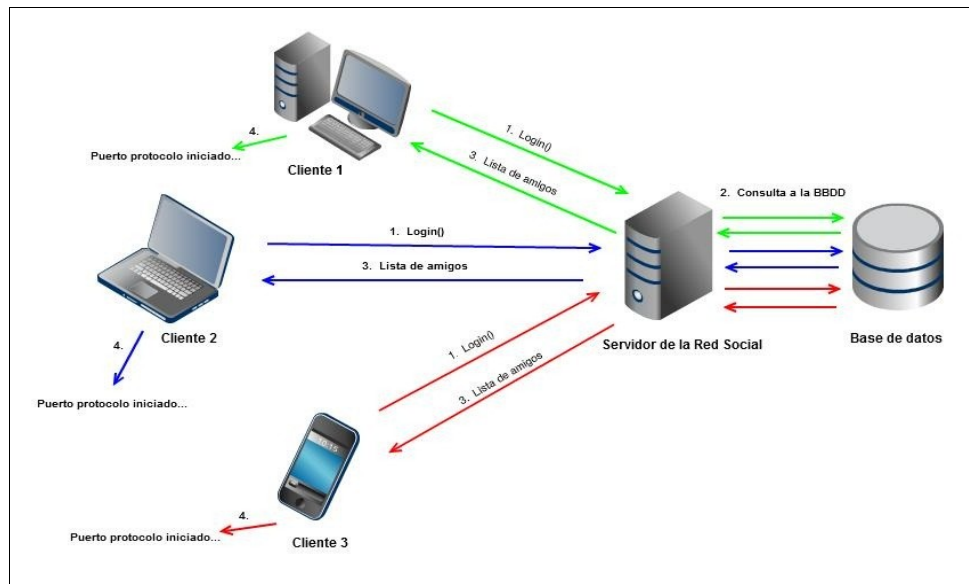 4.
Puerto protocolo iniciado...
Cliente 1
1. Login()
3. Lista de amigos
2. Consulta a la BBDD
1. Login()
3. Lista de amigos
4.
Cliente 2
Puerto protocolo iniciado...
Servidor de la Red Social
Base de datos
1. Login()
3. Lista de amigos
4.
Puerto protocolo iniciado...
Cliente 3